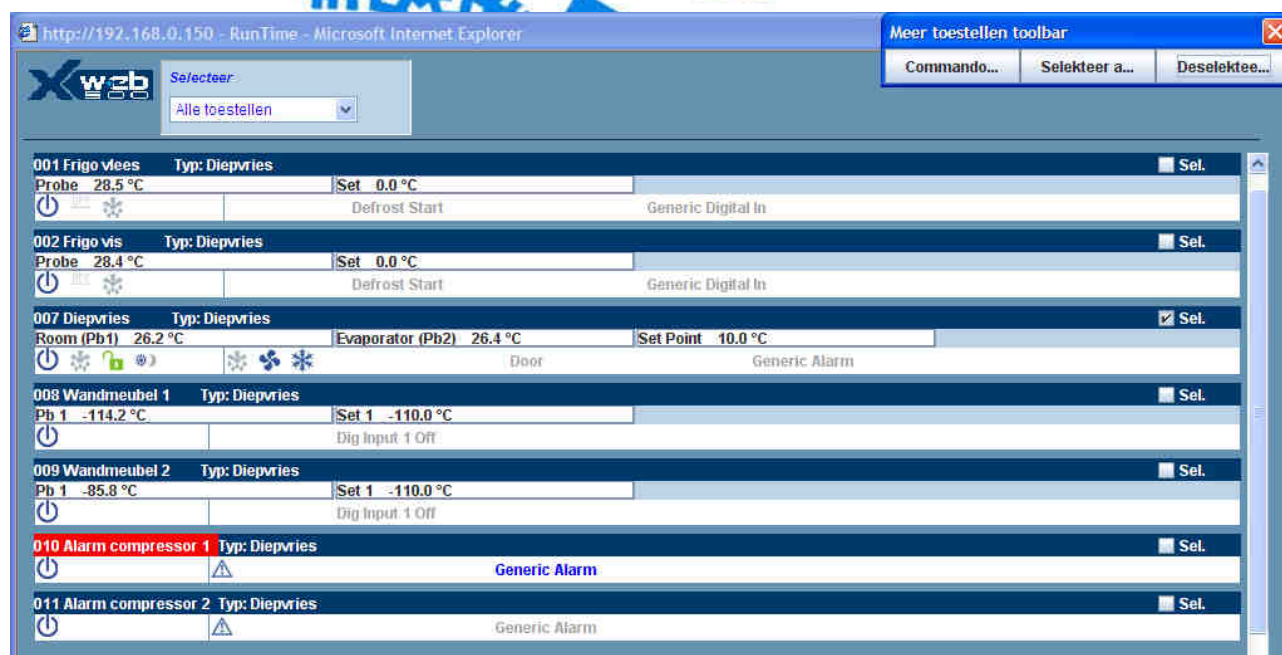 http://192.168.0.150 - RunTime - Microsoft Internet Explorer
Meer toestellen toolbar
Commando... Selekteer a... Deselektee...
Xweb
Selecteer
Alle toestellen
001 Frigo vlees Typ: Diepvries Sel.
Probe 28.5 °C Set 0.0 °C
Defrost Start Generic Digital In
002 Frigo vis Typ: Diepvries Sel.
Probe 28.4 °C Set 0.0 °C
Defrost Start Generic Digital In
007 Diepvries Typ: Diepvries Sel.
Room (Pb1) 26.2 °C Evaporator (Pb2) 26.4 °C Set Point 10.0 °C
Door Generic Alarm
008 Wandmeubel 1 Typ: Diepvries Sel.
Pb 1 -114.2 °C Set 1 -110.0 °C
Dig Input 1 Off
009 Wandmeubel 2 Typ: Diepvries Sel.
Pb 1 -85.8 °C Set 1 -110.0 °C
Dig Input 1 Off
010 Alarm compressor 1 Typ: Diepvries Sel.
Generic Alarm
011 Alarm compressor 2 Typ: Diepvries Sel.
Generic Alarm